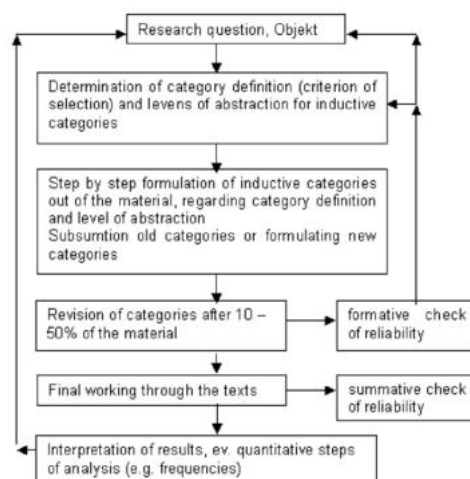 Research question, Objekt
Determination of category definition (criterion of
selection) and levens of abstraction for inductive
categories
Step by step formulation of inductive categories
out of the material, regarding category definition
and level of abstraction
Subsumtion old categories or formulating new
categories
Revision of categories after 10 –
50% of the material
formative check
of reliability
Final working through the texts
summative check
of reliability
Interpretation of results, ev. quantitative steps
of analysis (e.g. frequencies)